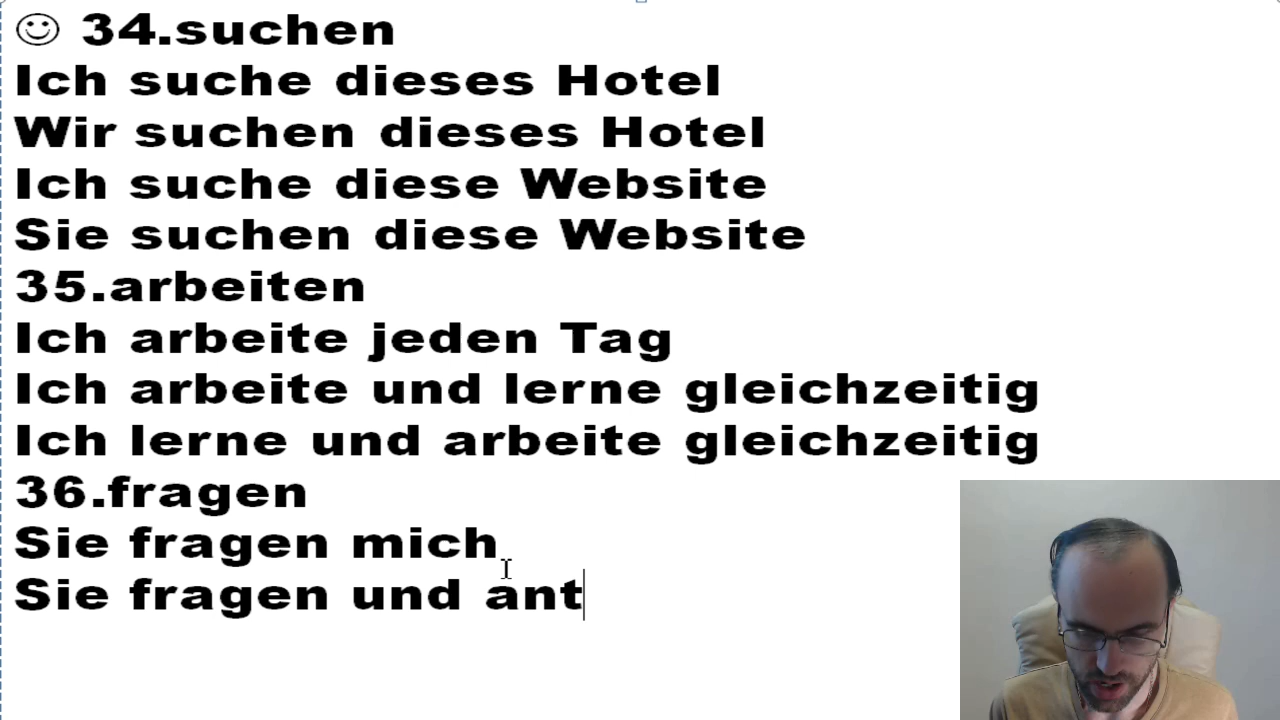 ☺ 34.suchen
Ich suche dieses Hotel
Wir suchen dieses Hotel
Ich suche diese Website
Sie suchen diese Website
35.arbeiten
Ich arbeite jeden Tag
Ich arbeite und lerne gleichzeitig
Ich lerne und arbeite gleichzeitig
36.fragen
Sie fragen mich
Sie fragen und ant